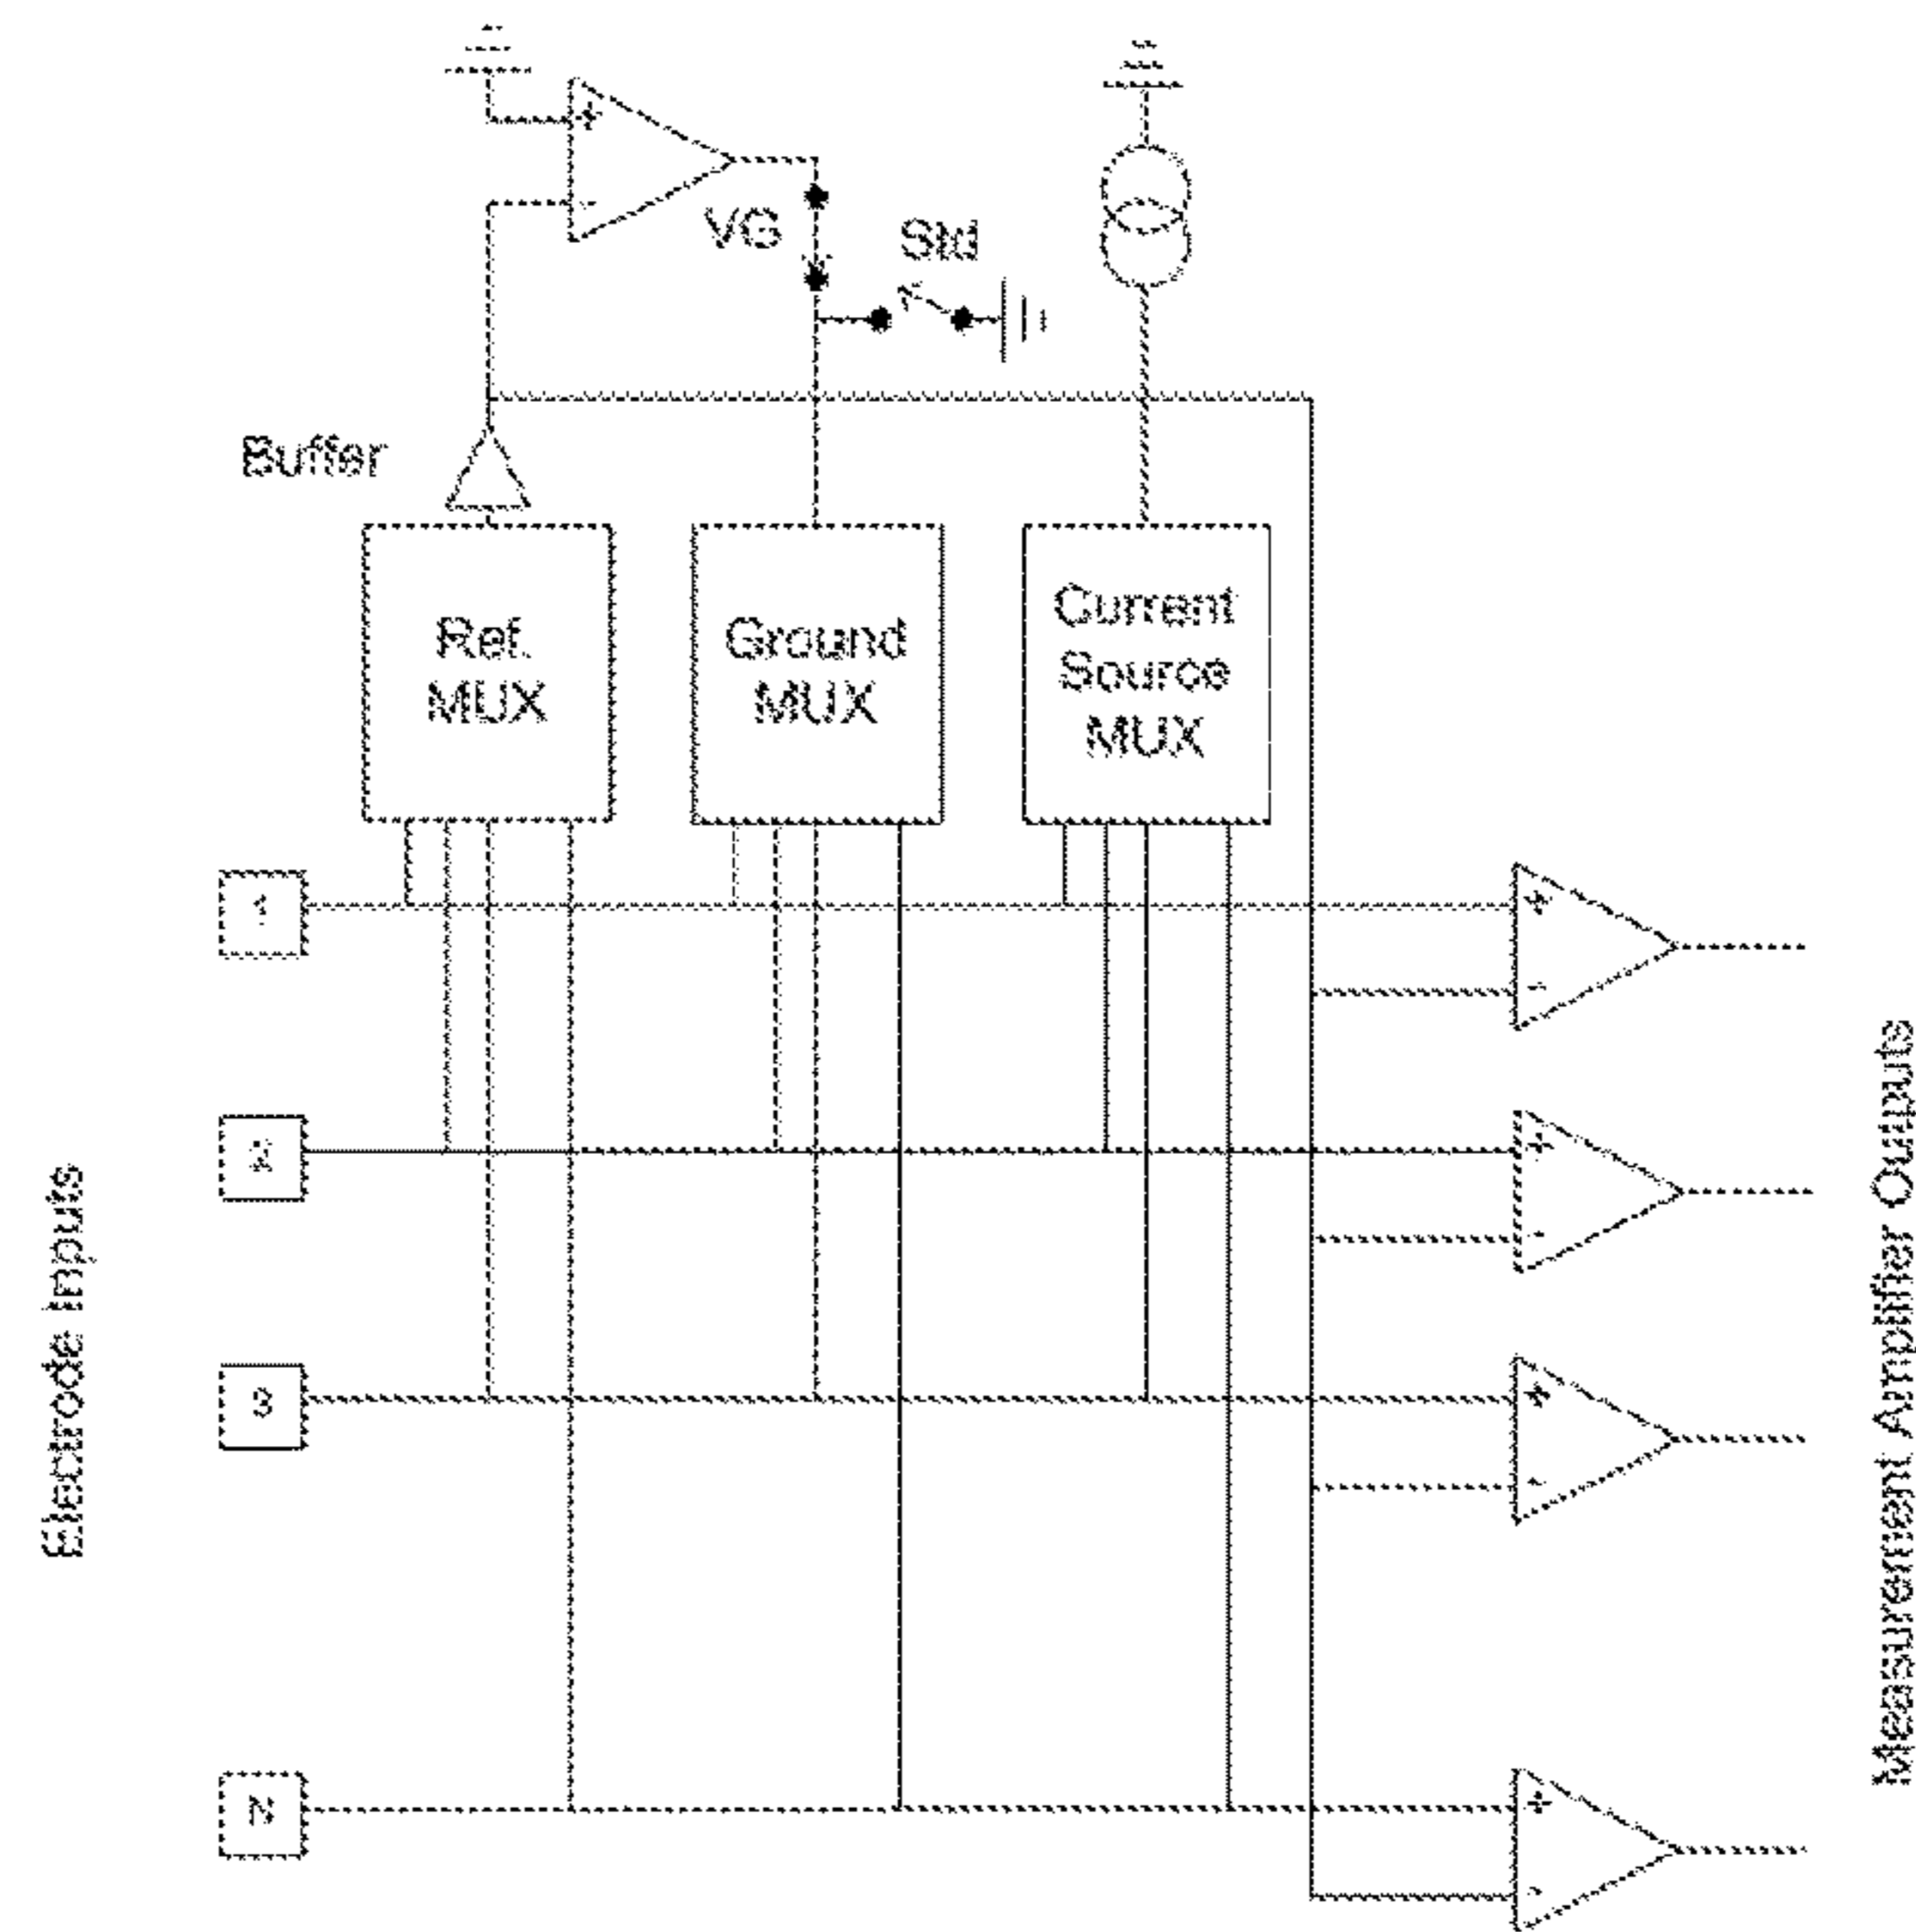 VG
Std
Buffer
Ref.
MUX
Ground
MUX
Current
Source
MUX
1
2
3
N
Electrode Inputs
Measurement Amplifier Outputs
+
-
+
-
+
-
+
-
+
-